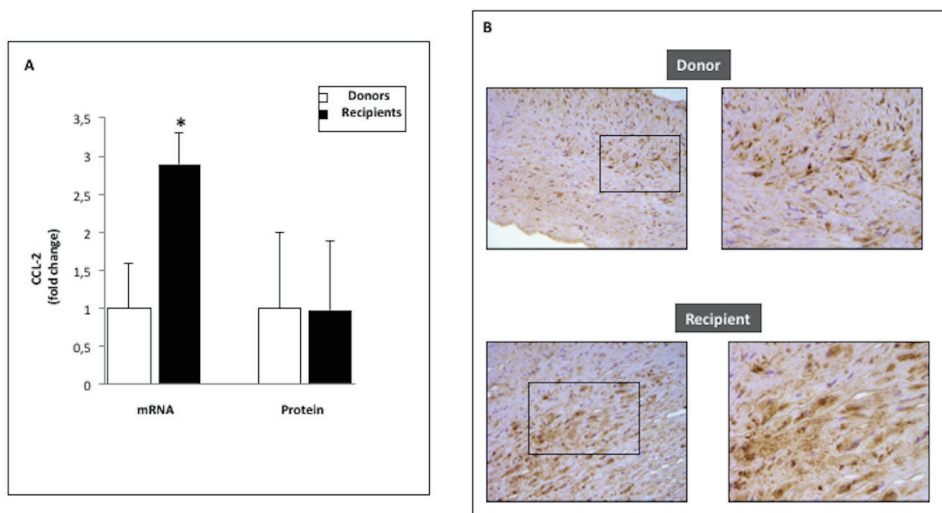 A
Donors
Recipients
*
3,5
3
2,5
2
1,5
1
0,5
0
CCL-2
(fold change)
mRNA
Protein
B
Donor
Recipient